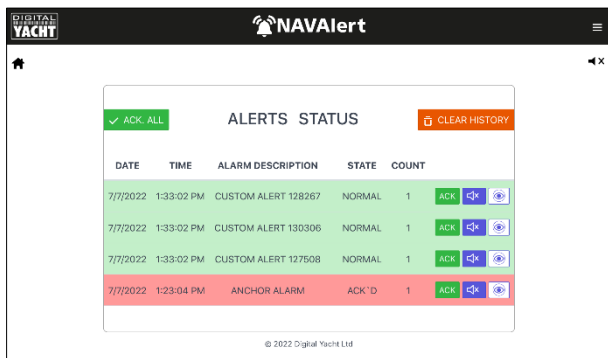 DIGITAL
YACHT
NAVAlert
ACK. ALL
ALERTS STATUS
CLEAR HISTORY
DATE TIME ALARM DESCRIPTION STATE COUNT
7/7/2022 1:33:02 PM CUSTOM ALERT 128267 NORMAL 1 ACK
7/7/2022 1:33:02 PM CUSTOM ALERT 130306 NORMAL 1 ACK
7/7/2022 1:33:02 PM CUSTOM ALERT 127508 NORMAL 1 ACK
7/7/2022 1:23:04 PM ANCHOR ALARM ACK`D 1 ACK
© 2022 Digital Yacht Ltd